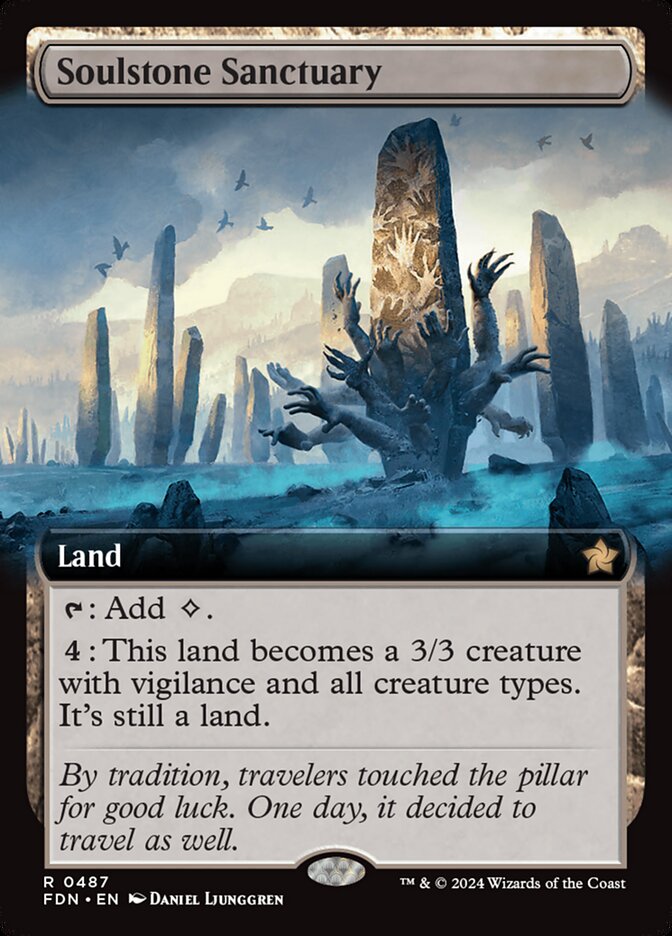 Soulstone Sanctuary
Land
: Add .
4 : This land becomes a 3/3 creature
with vigilance and all creature types.
It's still a land.
By tradition, travelers touched the pillar
for good luck. One day, it decided to
travel as well.
R 0487
FDN • EN Daniel Ljunggren
™ & © 2024 Wizards of the Coast